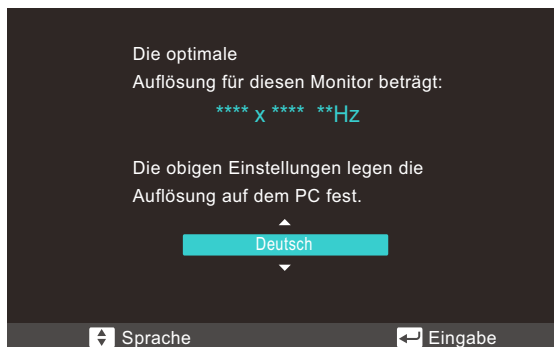 Die optimale
Auflösung für diesen Monitor beträgt:
**** x **** **Hz
Die obigen Einstellungen legen die
Auflösung auf dem PC fest.
Deutsch
Sprache
Eingabe